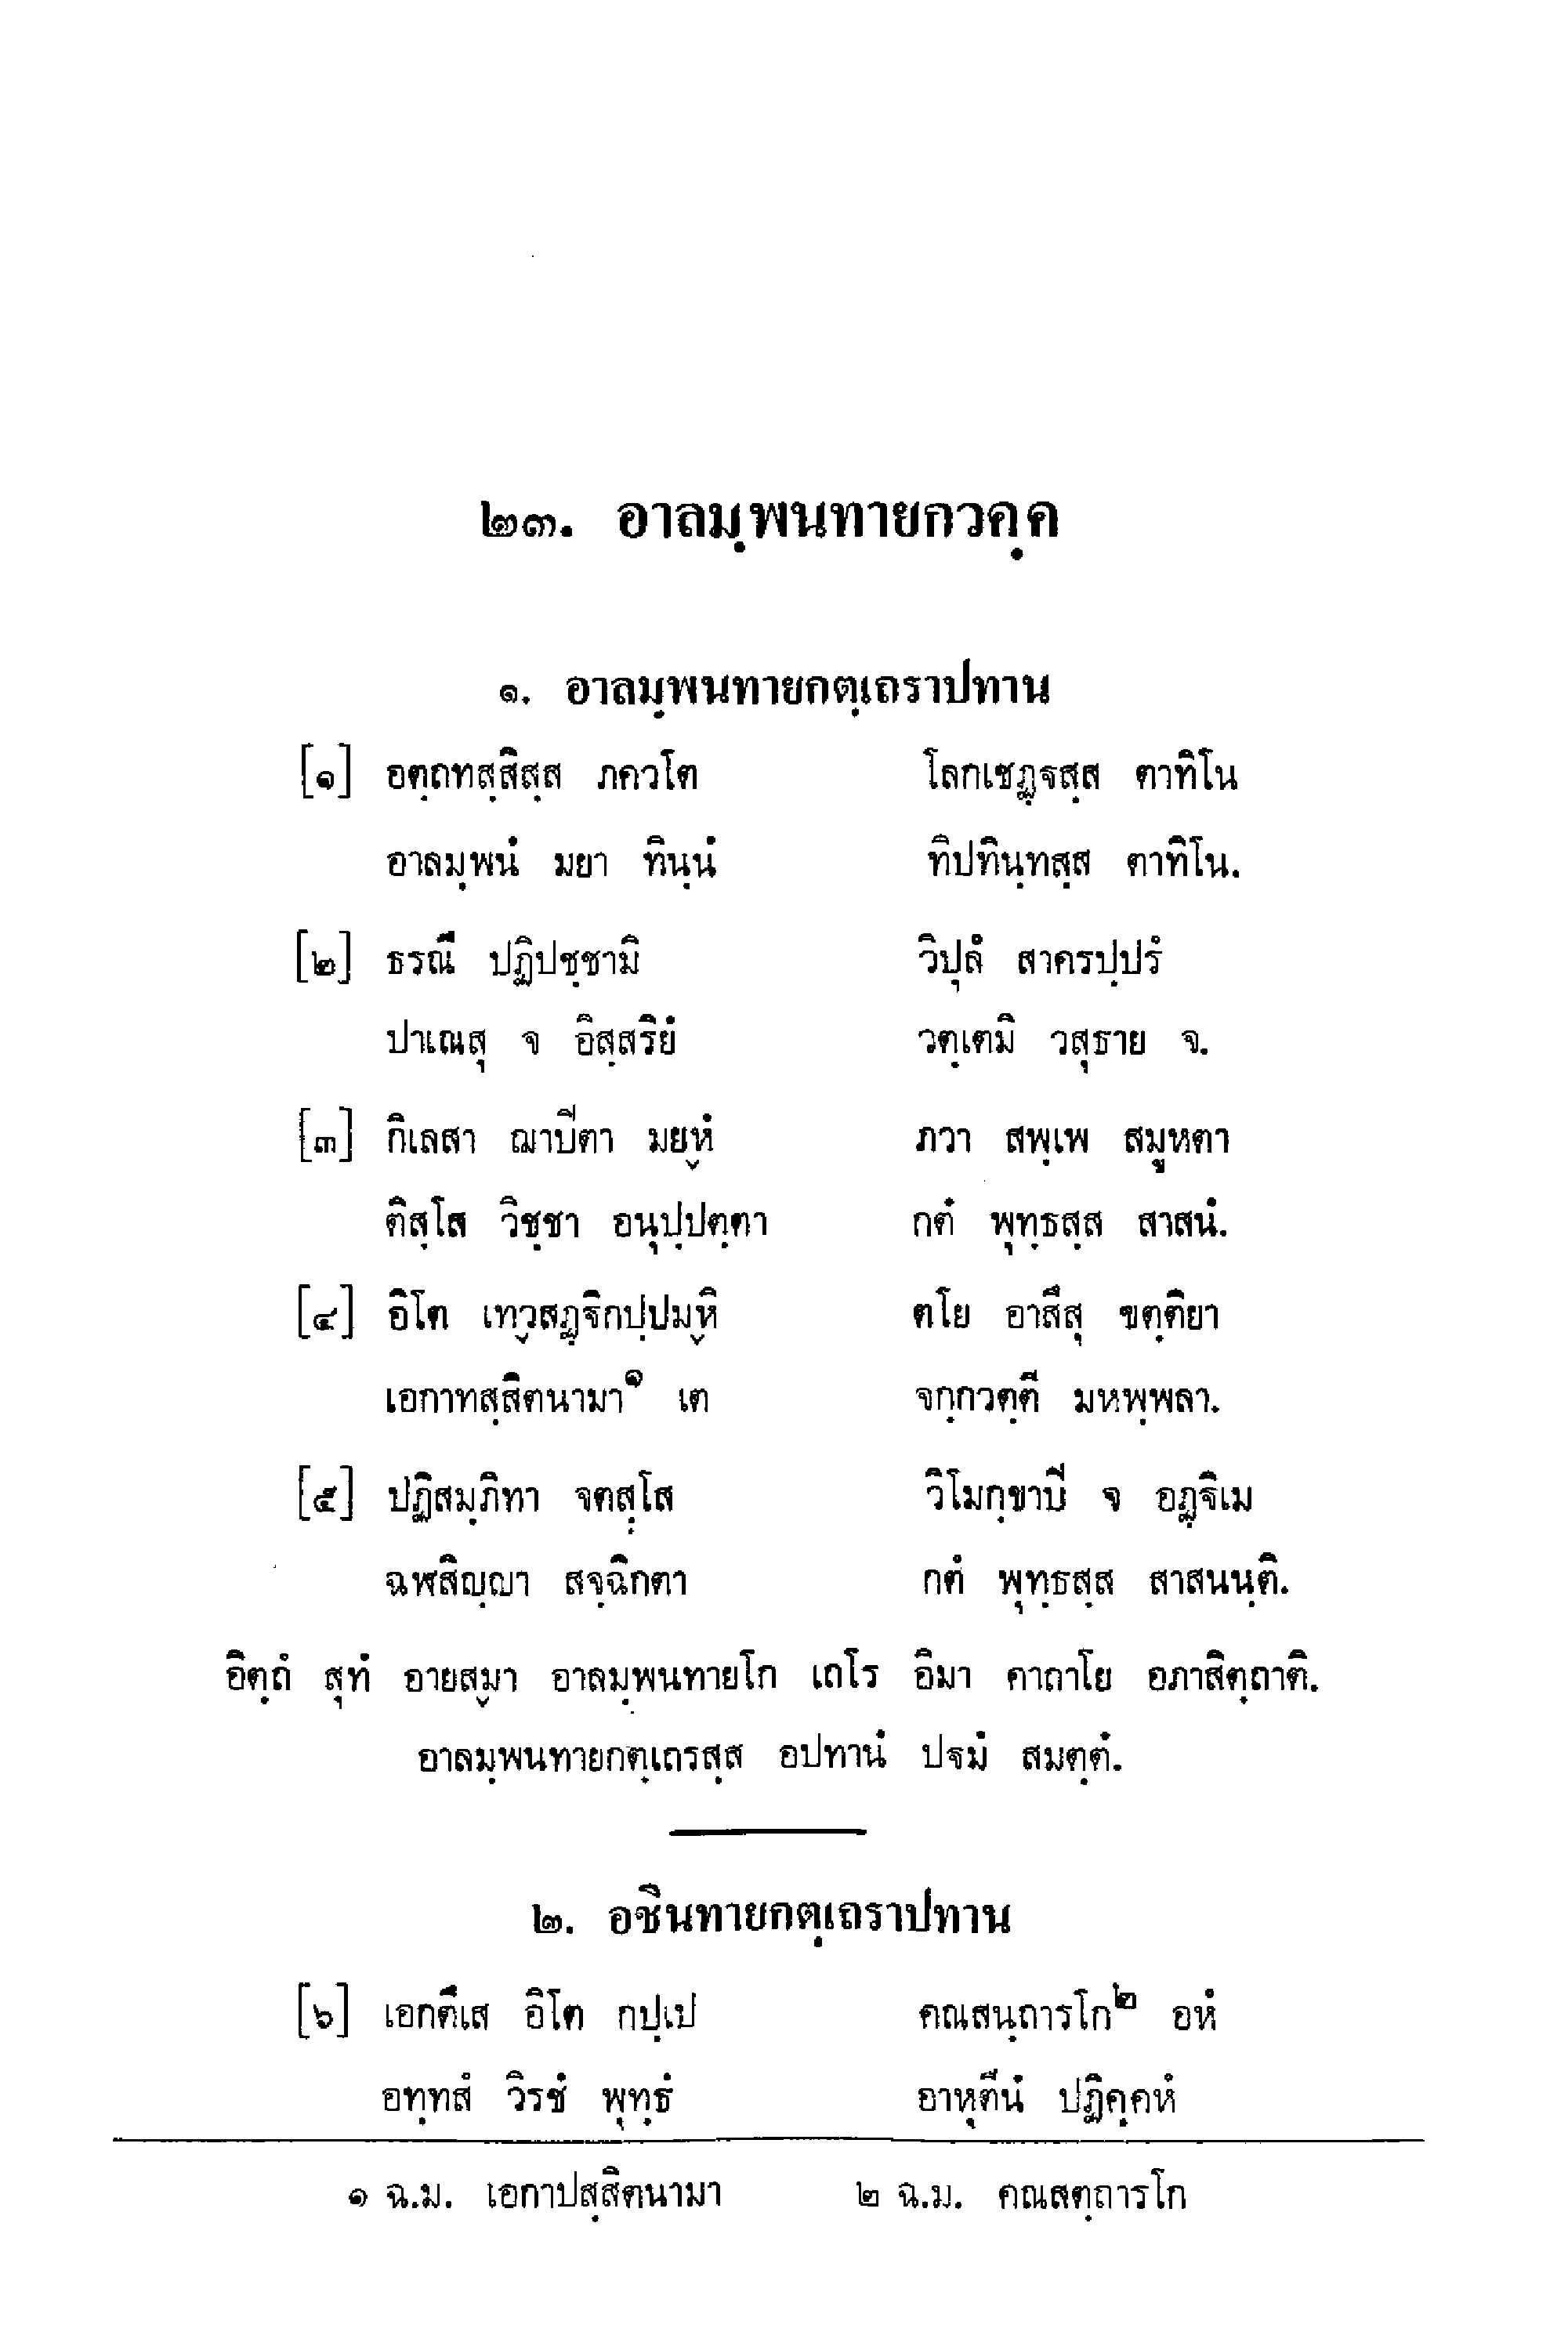 ๒๓. อาลมฺพนทายกวคฺค
๑. อาลมฺพนทายกตฺเถราปทาน
[๑] อตฺถทสฺสิสฺส ภควโต โลกเชฏฺฐสฺส ตาทิโน
อาลมฺพนํ มยา ทินฺนํ ทิปทินฺทสฺส ตาทิโน.
[๒] ธรณึ ปฏิปชฺชามิ วิปุลํ สาครปฺปรํ
ปาเณสุ จ อิสฺสริยํ วตฺเตมิ วสุธาย จ.
[๓] กิเลสา ฌาปิตา มยฺหํ ภวา สพฺเพ สมูหตา
ติสฺโส วิชฺชา อนุปฺปตฺตา กตํ พุทฺธสฺส สาสนํ.
[๔] อิโต เทฺวสฏฺฐิกปฺปมฺหิ ตโย อาสึสุ ขตฺติยา
เอกาทสฺสิตนามา๑ เต จกฺกวตฺตี มหพฺพลา.
[๕] ปฏิสมฺภิทา จตสฺโส วิโมกฺขาปิ จ อฏฺฐิเม
ฉฬภิญฺญา สจฺฉิกตา กตํ พุทฺธสฺส สาสนนฺติ.
อิตฺถํ สุทํ อายสฺมา อาลมฺพนทายโก เถโร อิมา คาถาโย อภาสิตฺถาติ.
อาลมฺพนทายกตฺเถรสฺส อปทานํ ปฐมํ สมตฺตํ.
๒. อชินทายกตฺเถราปทาน
[๖] เอกตึเส อิโต กปฺเป คณสนฺถารโก๒ อหํ
อทฺทสํ วิรชํ พุทฺธํ อาหุตีนํ ปฏิคฺคหํ
๑ ฉ.ม. เอกาปสฺสิตนามา ๒ ฉ.ม. คณสตฺถารโก